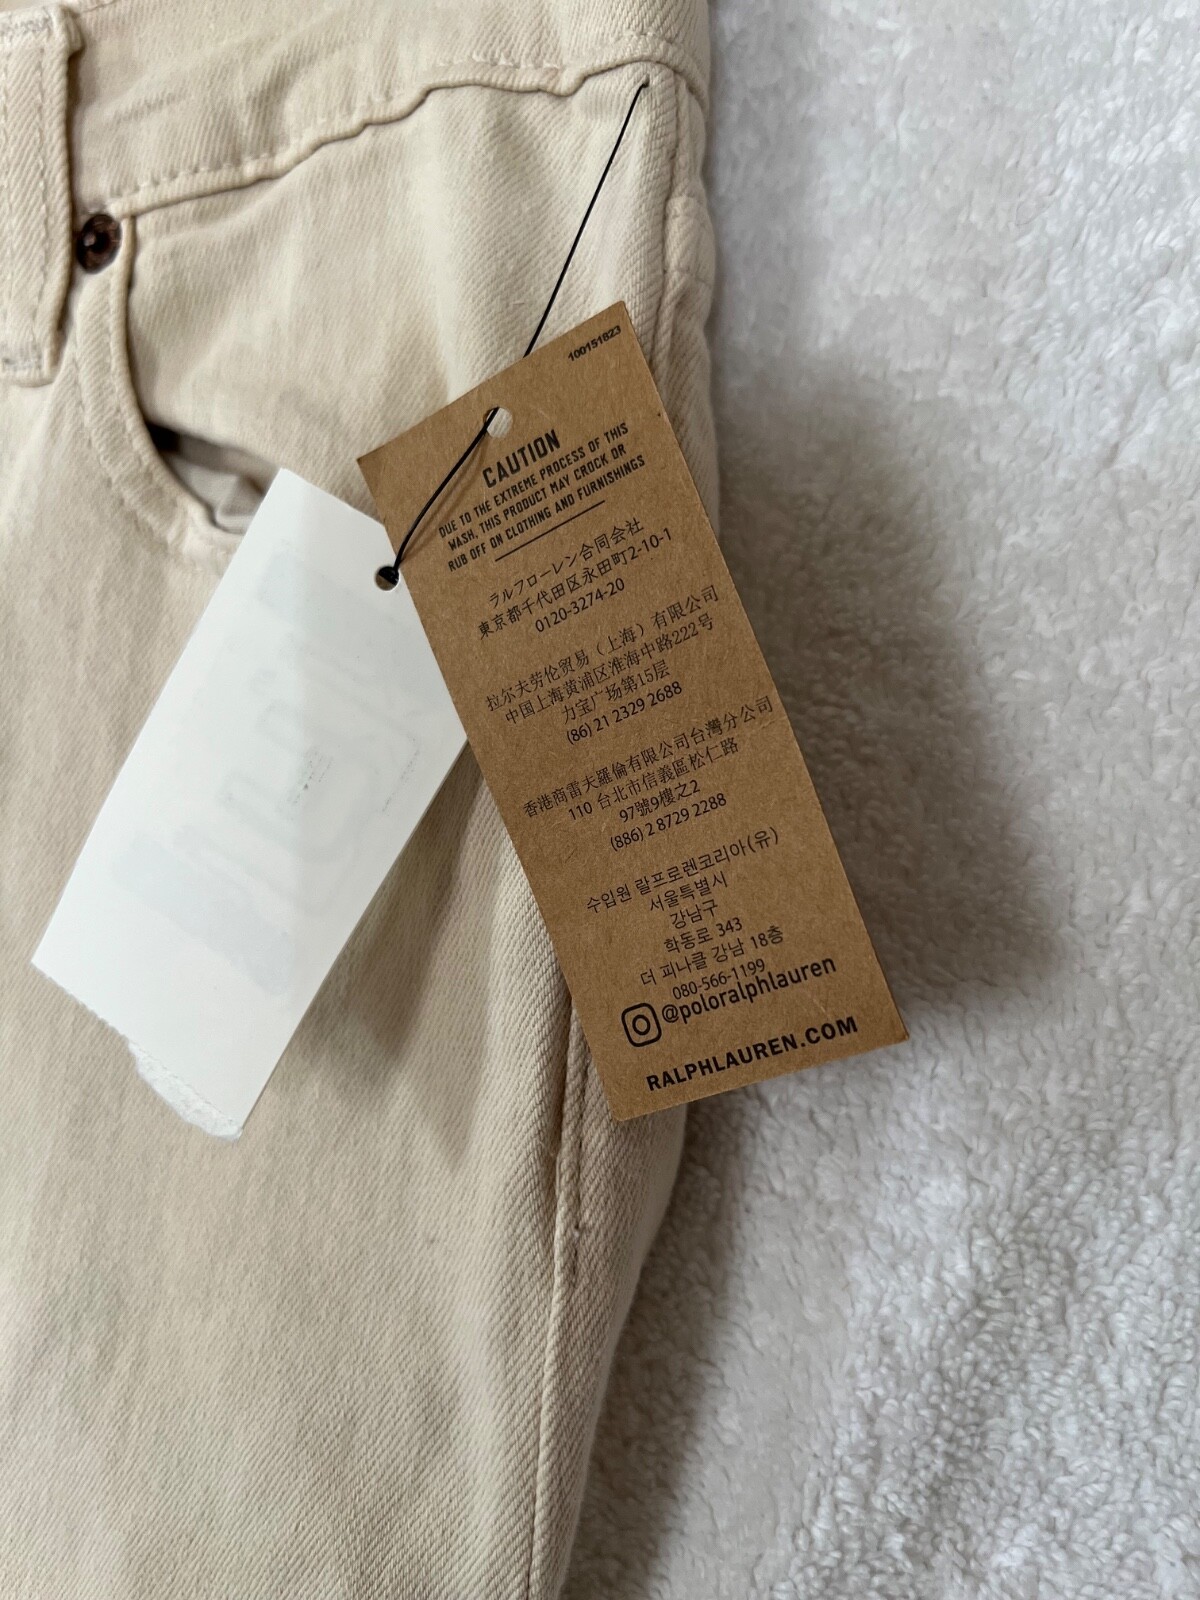 100151823
CAUTION
DUE TO THE EXTREME PROCESS OF THIS
WASH, THIS PRODUCT MAY CROCK OR
RUB OFF ON CLOTHING AND FURNISHINGS
ラルフローレン合同会社
東京都千代田区永田町2-10-1
0120-3274-20
拉尔夫劳伦贸易（上海）有限公司
中国上海黄浦区淮海中路222号
力宝广场第15层
(86) 21 2329 2688
香港商雷夫羅倫有限公司台灣分公司
110 台北市信義區松仁路
97號9樓之2
(886) 2 8729 2288
수입원 랄프로렌코리아(유)
서울특별시
강남구
학동로 343
더 피나클 강남 18층
080-566-1199
@poloralphlauren
RALPHLAUREN.COM